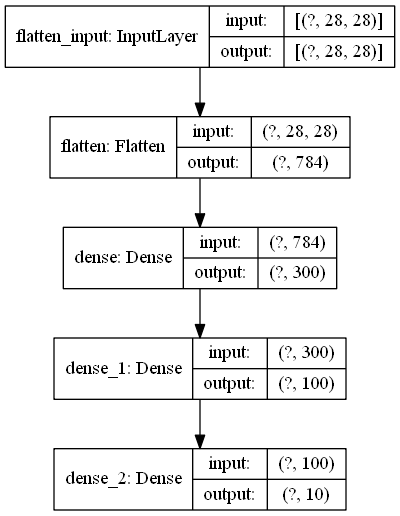 flatten_input: InputLayer
input:
[(?, 28, 28)]
output:
[(?, 28, 28)]
flatten: Flatten
input:
(?, 28, 28)
output:
(?, 784)
dense: Dense
input:
(?, 784)
output:
(?, 300)
dense_1: Dense
input:
(?, 300)
output:
(?, 100)
dense_2: Dense
input:
(?, 100)
output:
(?, 10)